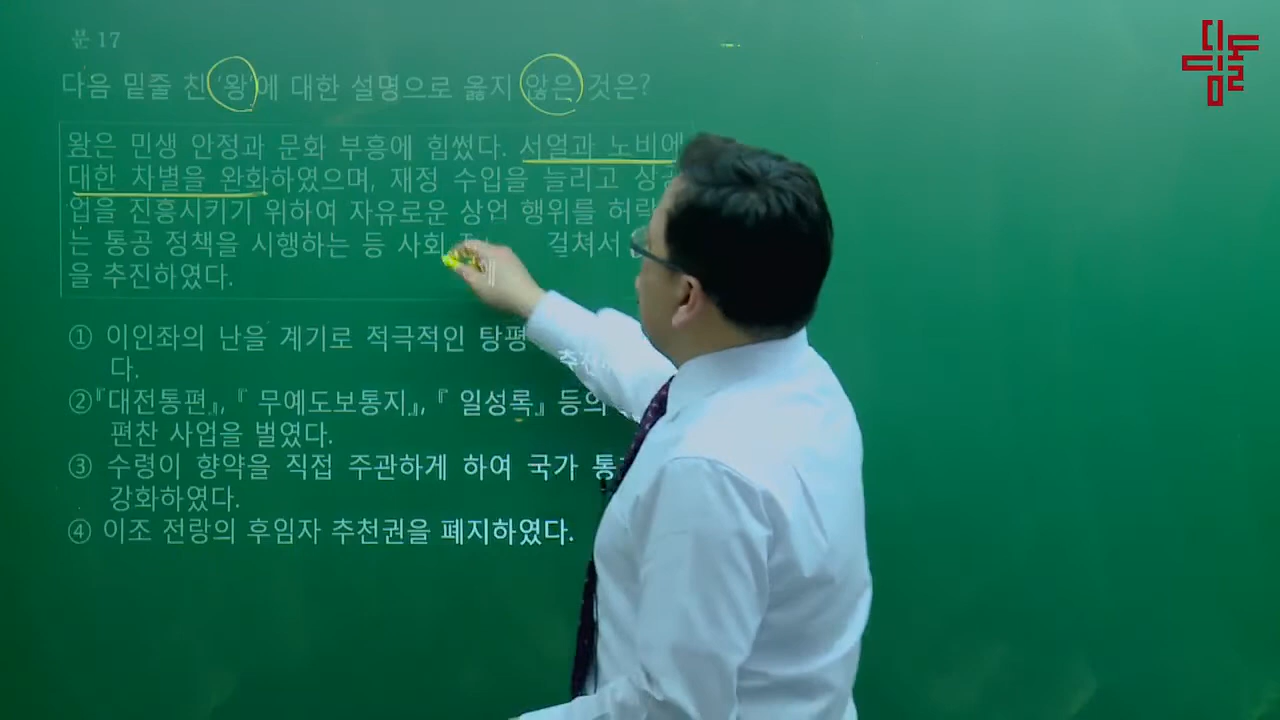 문 17
다음 밑줄 친 '왕'에 대한 설명으로 옳지 않은 것은?
왕은 민생 안정과 문화 부흥에 힘썼다. 서얼과 노비에
대한 차별을 완화하였으며, 재정 수입을 늘리고 상공
업을 진흥시키기 위하여 자유로운 상언 행위를 허락
는 통공 정책을 시행하는 등 사회 걸쳐서
을 추진하였다.
① 이인좌의 난을 계기로 적극적인 탕평
다.
②『대전통편』,『 무예도보통지』,『 일성록』 등의
편찬 사업을 벌였다.
③ 수령이 향약을 직접 주관하게 하여 국가 통
강화하였다.
④ 이조 전랑의 후임자 추천권을 폐지하였다.
디돌
임